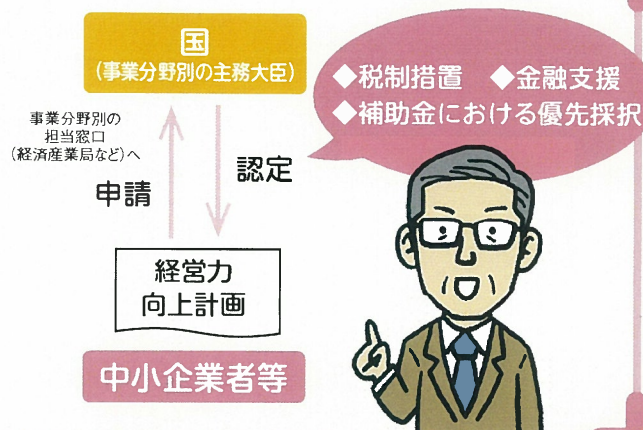 国
（事業分野別の主務大臣）
◆税制措置　◆金融支援
◆補助金における優先採択
事業分野別の
担当窓口
（経済産業局など）へ
申請
認定
経営力
向上計画
中小企業者等